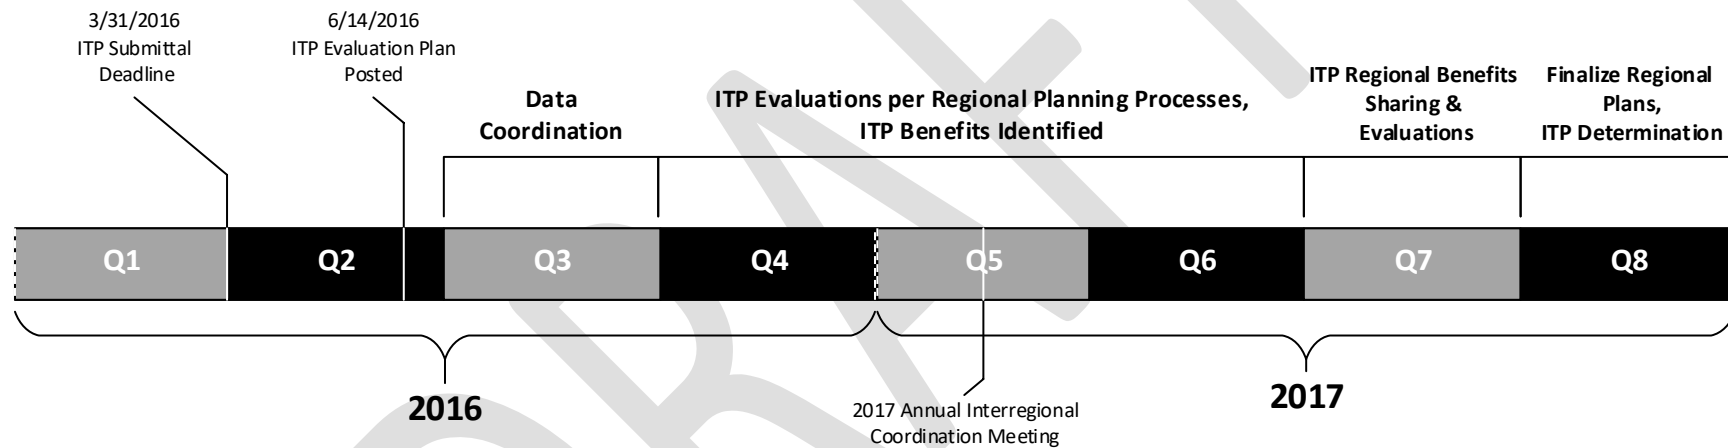 3/31/2016
ITP Submittal
Deadline
6/14/2016
ITP Evaluation Plan
Posted
Data
Coordination
ITP Evaluations per Regional Planning Processes,
ITP Benefits Identified
ITP Regional Benefits
Sharing &
Evaluations
Finalize Regional
Plans,
ITP Determination
Q1
Q2
Q3
Q4
Q5
Q6
Q7
Q8
2016
2017
2017 Annual Interregional
Coordination Meeting
DRAFT